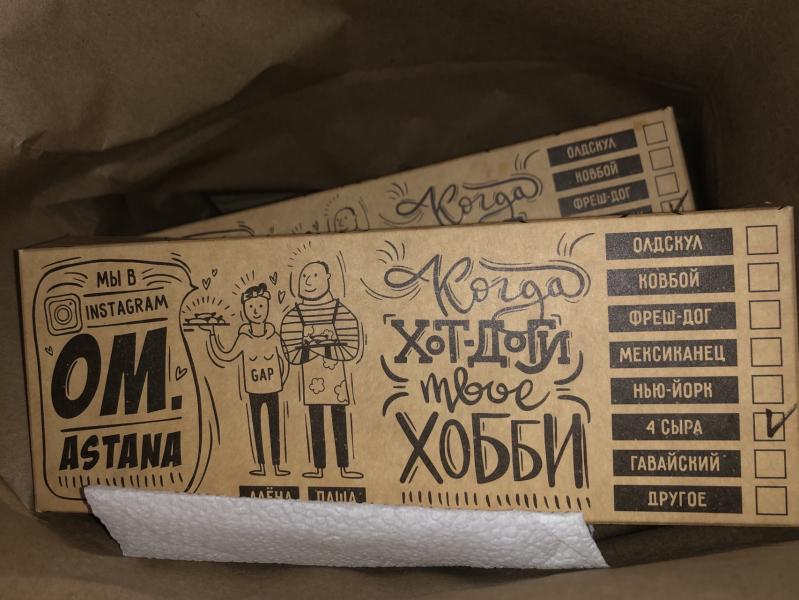 ОЛДСКУЛ
КОВБОЙ
ФРЕШ-ДОГ
Когда
МЫ В
INSTAGRAM
OM.
ASTANA
GAP
АЛЁНА ПАША
Когда
ХОТ-ДОГИ
твое
ХОББИ
ОЛДСКУЛ
КОВБОЙ
ФРЕШ-ДОГ
МЕКСИКАНЕЦ
НЬЮ-ЙОРК
4 СЫРА
ГАВАЙСКИЙ
ДРУГОЕ